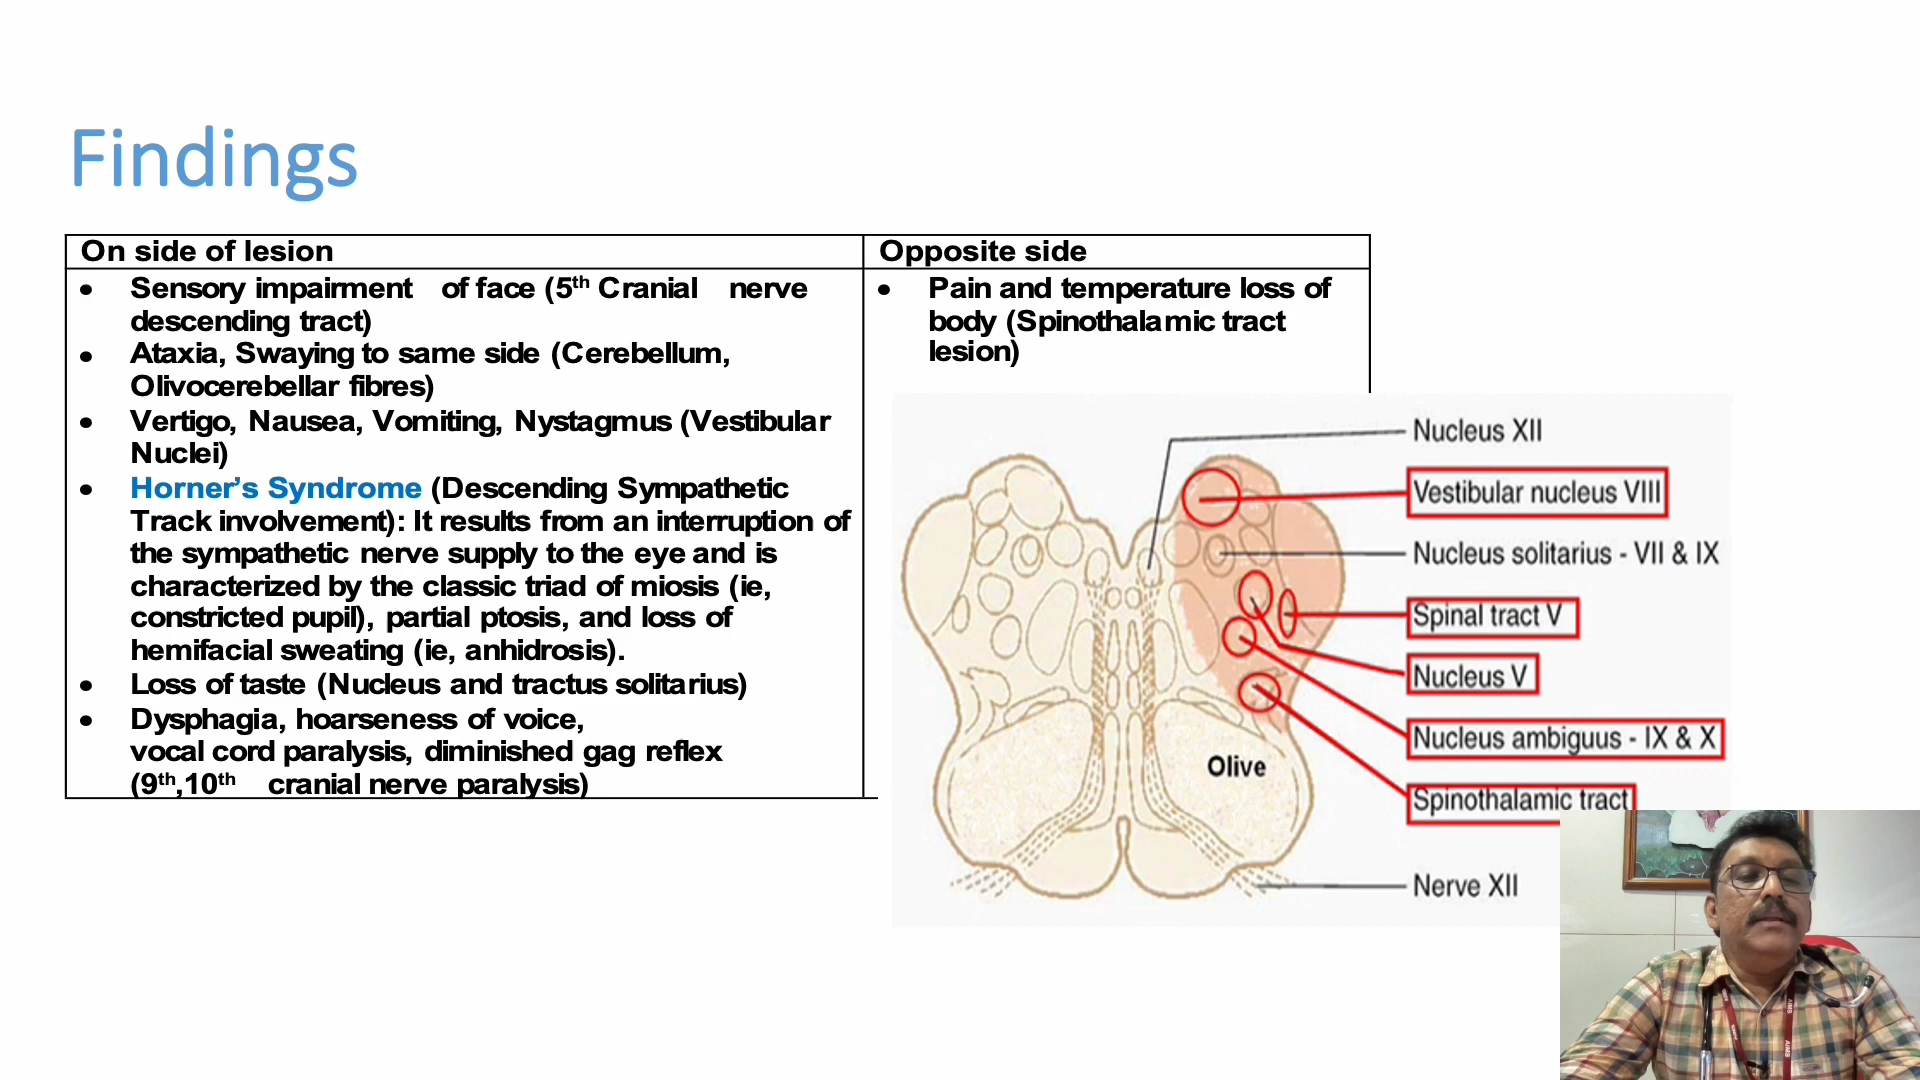 Findings
On side of lesion
Opposite side
• Sensory impairment of face (5th Cranial nerve
descending tract)
• Ataxia, Swaying to same side (Cerebellum,
Olivocerebellar fibres)
• Vertigo, Nausea, Vomiting, Nystagmus (Vestibular
Nuclei)
• Horner's Syndrome (Descending Sympathetic
Track involvement): It results from an interruption of
the sympathetic nerve supply to the eye and is
characterized by the classic triad of miosis (ie,
constricted pupil), partial ptosis, and loss of
hemifacial sweating (ie, anhidrosis).
• Loss of taste (Nucleus and tractus solitarius)
• Dysphagia, hoarseness of voice,
vocal cord paralysis, diminished gag reflex
(9th,10th cranial nerve paralysis)
• Pain and temperature loss of
body (Spinothalamic tract
lesion)
Nucleus XII
Vestibular nucleus VIII
Nucleus solitarius - VII & IX
Spinal tract V
Nucleus V
Nucleus ambiguus - IX & X
Olive
Spinothalamic tract
Nerve XII